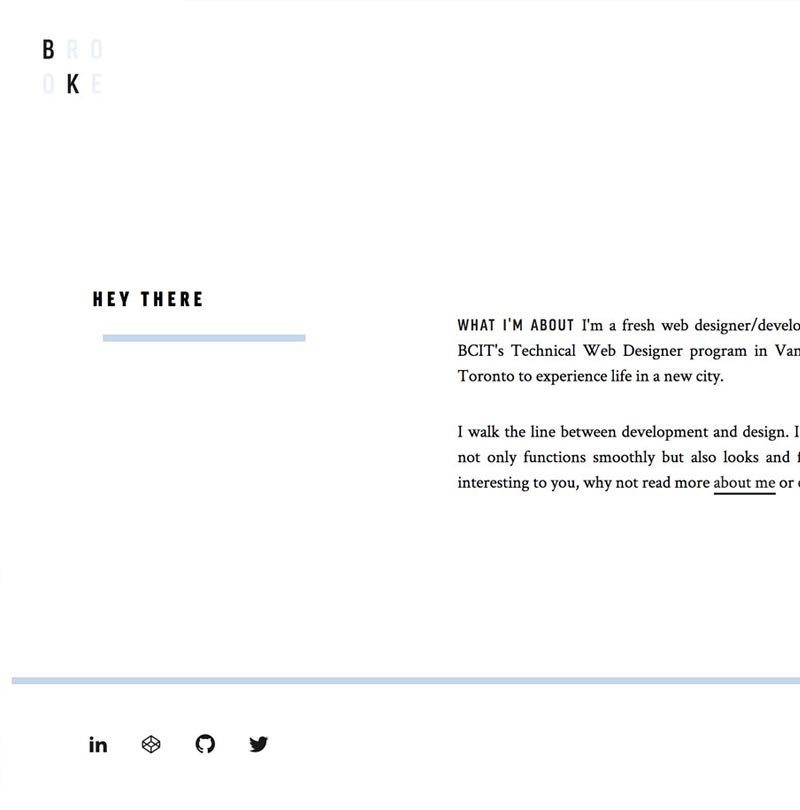 BRO
OKE
HEY THERE
WHAT I'M ABOUT I'm a fresh web designer/develo
BCIT's Technical Web Designer program in Van
Toronto to experience life in a new city.
I walk the line between development and design. I
not only functions smoothly but also looks and f
interesting to you, why not read more about me or
in